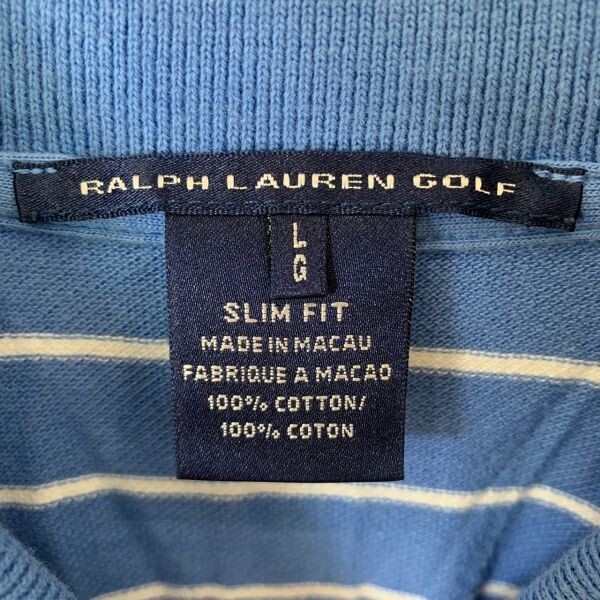 RALPH LAUREN GOLF
L
G
SLIM FIT
MADE IN MACAU
FABRIQUE A MACAO
100% COTTON/
100% COTON